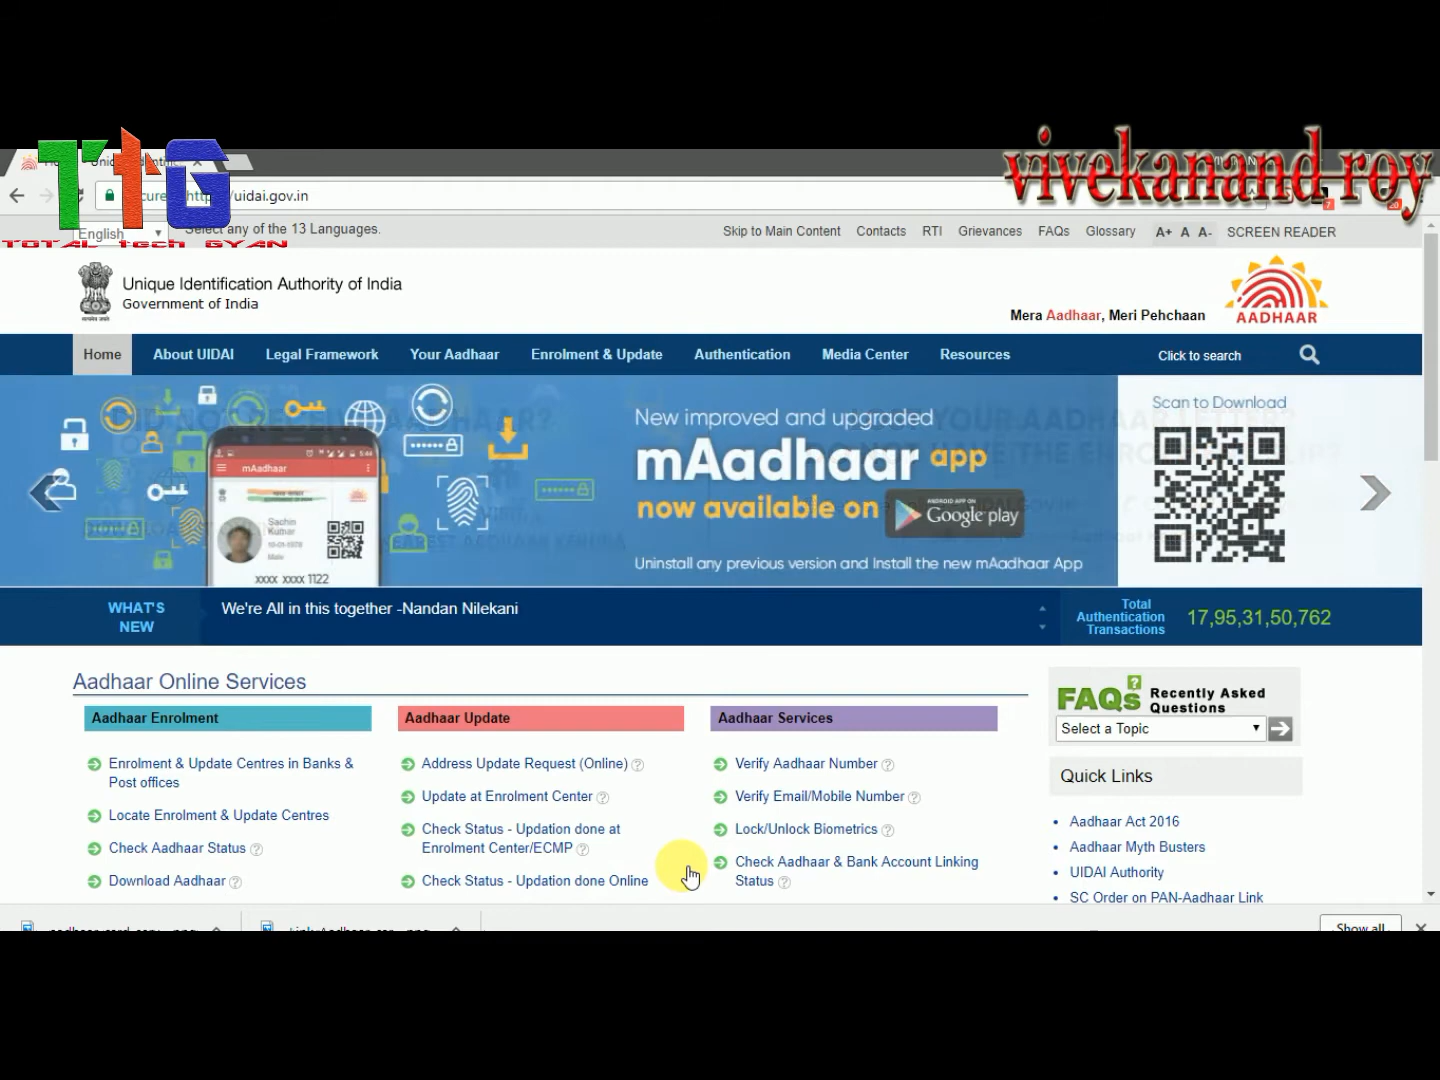 TTG
TOTAL TECH GYAN
vivekanand roy
uidai.gov.in
English
Select any of the 13 Languages.
Skip to Main Content Contacts RTI Grievances FAQs Glossary A+ A A- SCREEN READER
Unique Identification Authority of India
Government of India
Mera Aadhaar, Meri Pehchaan
AADHAAR
Home About UIDAI Legal Framework Your Aadhaar Enrolment & Update Authentication Media Center Resources Click to search
Scan to Download
New improved and upgraded
mAadhaar app
now available on
ANDROID APP ON
Google play
Uninstall any previous version and Install the new mAadhaar App
mAadhaar
Sachin
Kumar
Male
xxxx xxxx 1122
WHAT'S
NEW
We're All in this together -Nandan Nilekani
Total
Authentication
Transactions
17,95,31,50,762
Aadhaar Online Services
Aadhaar Enrolment
Enrolment & Update Centres in Banks &
Post offices
Locate Enrolment & Update Centres
Check Aadhaar Status
Download Aadhaar
Aadhaar Update
Address Update Request (Online)
Update at Enrolment Center
Check Status - Updation done at
Enrolment Center/ECMP
Check Status - Updation done Online
Aadhaar Services
Verify Aadhaar Number
Verify Email/Mobile Number
Lock/Unlock Biometrics
Check Aadhaar & Bank Account Linking
Status
FAQs Recently Asked
Questions
Select a Topic
Quick Links
Aadhaar Act 2016
Aadhaar Myth Busters
UIDAI Authority
SC Order on PAN-Aadhaar Link
Show all